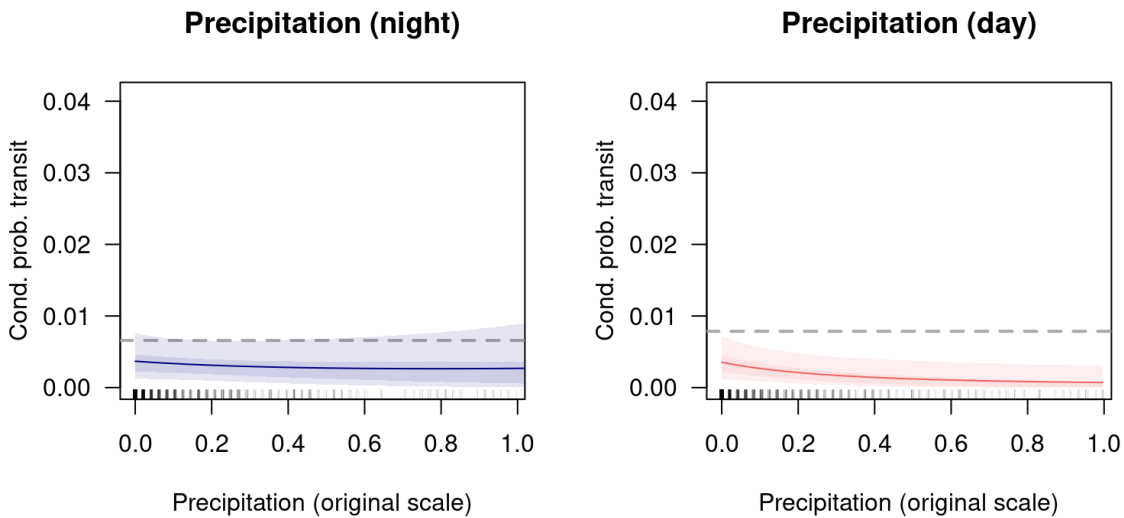 Precipitation (night)
Cond. prob. transit
0.04
0.03
0.02
0.01
0.00
0.0 0.2 0.4 0.6 0.8 1.0
Precipitation (original scale)
Precipitation (day)
Cond. prob. transit
0.04
0.03
0.02
0.01
0.00
0.0 0.2 0.4 0.6 0.8 1.0
Precipitation (original scale)